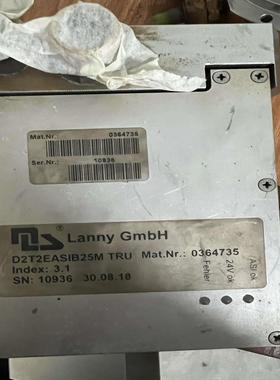 Mat.Nr.: 0364735
Ser.Nr.: 10936
Lanny GmbH
D2T2EASIB25M TRU Mat.Nr.: 0364735
Index: 3.1
SN: 10936 30.08.18
Fehler
24V ok
ASI ok